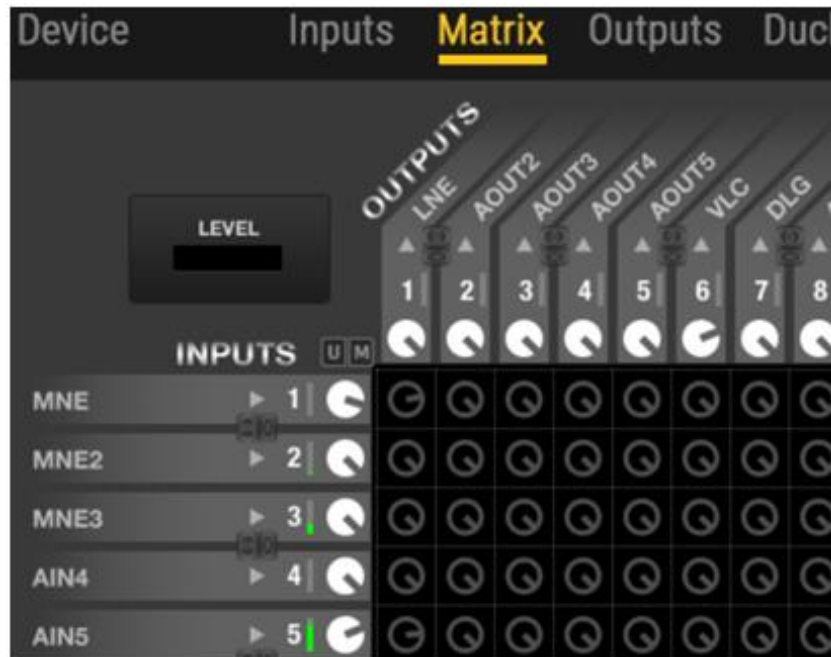 Device Inputs Matrix Outputs Duc
OUTPUTS
LNE AOUT2 AOUT3 AOUT4 AOUT5 VLC DLG
LEVEL
1 2 3 4 5 6 7 8
INPUTS U M
MNE 1
MNE2 2
MNE3 3
AIN4 4
AIN5 5